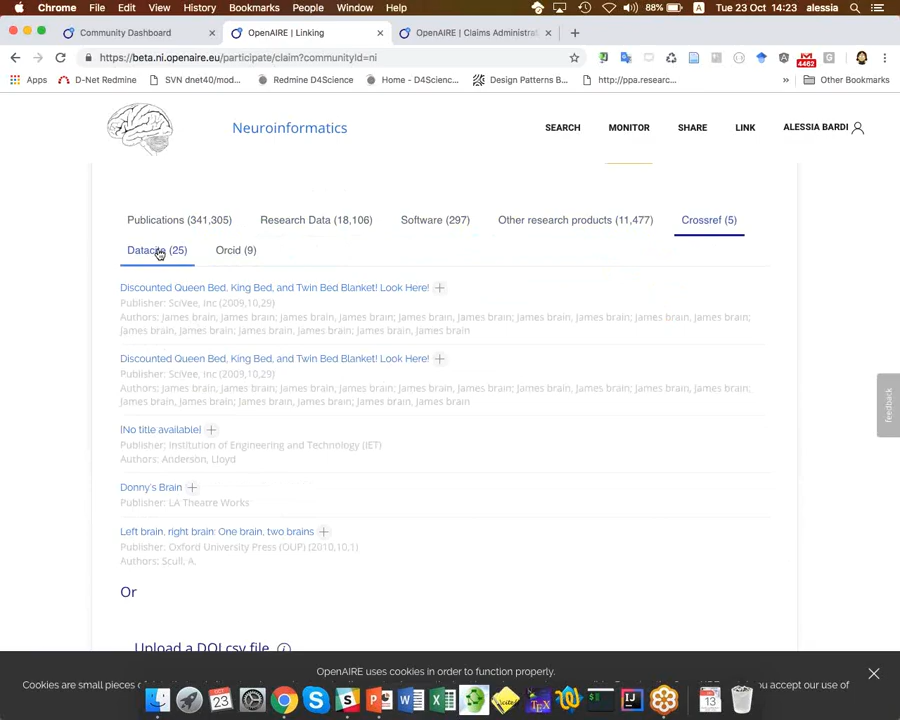 Chrome File Edit View History Bookmarks People Window Help 88% A Tue 23 Oct 14:23 alessia
Community Dashboard OpenAIRE | Linking OpenAIRE | Claims Administra
https://beta.ni.openaire.eu/participate/claim?communityId=ni
Apps D-Net Redmine SVN dnet40/mod... Redmine D4Science Home - D4Scienc... Design Patterns B... http://ppa.researc... » Other Bookmarks
4462
Neuroinformatics SEARCH MONITOR SHARE LINK ALESSIA BARDI
Publications (341,305) Research Data (18,106) Software (297) Other research products (11,477) Crossref (5)
Datacite (25) Orcid (9)
Discounted Queen Bed, King Bed, and Twin Bed Blanket! Look Here!
Publisher: SciVee, Inc (2009,10,29)
Authors: James brain; James brain, James brain; James brain, James brain; James brain, James brain; James brain, James brain;
James brain, James brain; James brain, James brain; James brain, James brain
Discounted Queen Bed, King Bed, and Twin Bed Blanket! Look Here!
Publisher: SciVee, Inc (2009,10,29)
Authors: James brain; James brain, James brain; James brain, James brain; James brain, James brain; James brain, James brain;
James brain, James brain; James brain, James brain; James brain, James brain
[No title available]
Publisher: Institution of Engineering and Technology (IET)
Authors: Anderson, Lloyd
Donny's Brain
Publisher: LA Theatre Works
Left brain, right brain: One brain, two brains
Publisher: Oxford University Press (OUP) (2010,10,1)
Authors: Scull, A.
Or
Upload a DOI csv file
feedback
OpenAIRE uses cookies in order to function properly.
Cookies are small pieces of you accept our use of